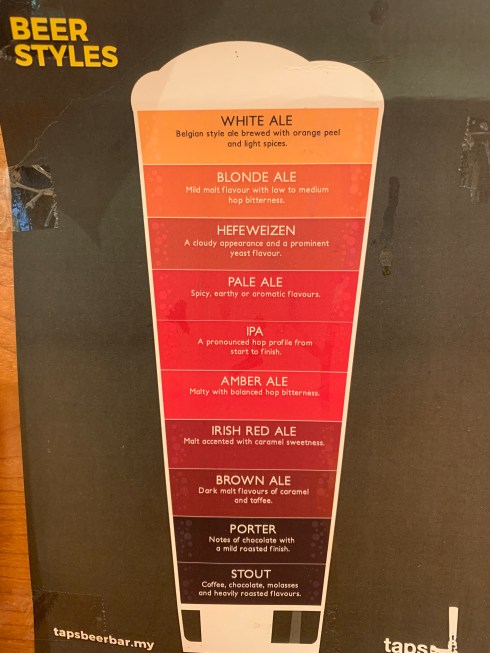 BEER
STYLES
WHITE ALE
Belgian style ale brewed with orange peel
and light spices.
BLONDE ALE
Mild malt flavour with low to medium
hop bitterness.
HEFEWEIZEN
A cloudy appearance and a prominent
yeast flavour.
PALE ALE
Spicy, earthy or aromatic flavours.
IPA
A pronounced hop profile from
start to finish.
AMBER ALE
Malty with balanced hop bitterness.
IRISH RED ALE
Malt accented with caramel sweetness.
BROWN ALE
Dark malt flavours of caramel
and toffee.
PORTER
Notes of chocolate with
a mild roasted finish.
STOUT
Coffee, chocolate, molasses
and heavily roasted flavours.
tapsbeerbar.my
taps